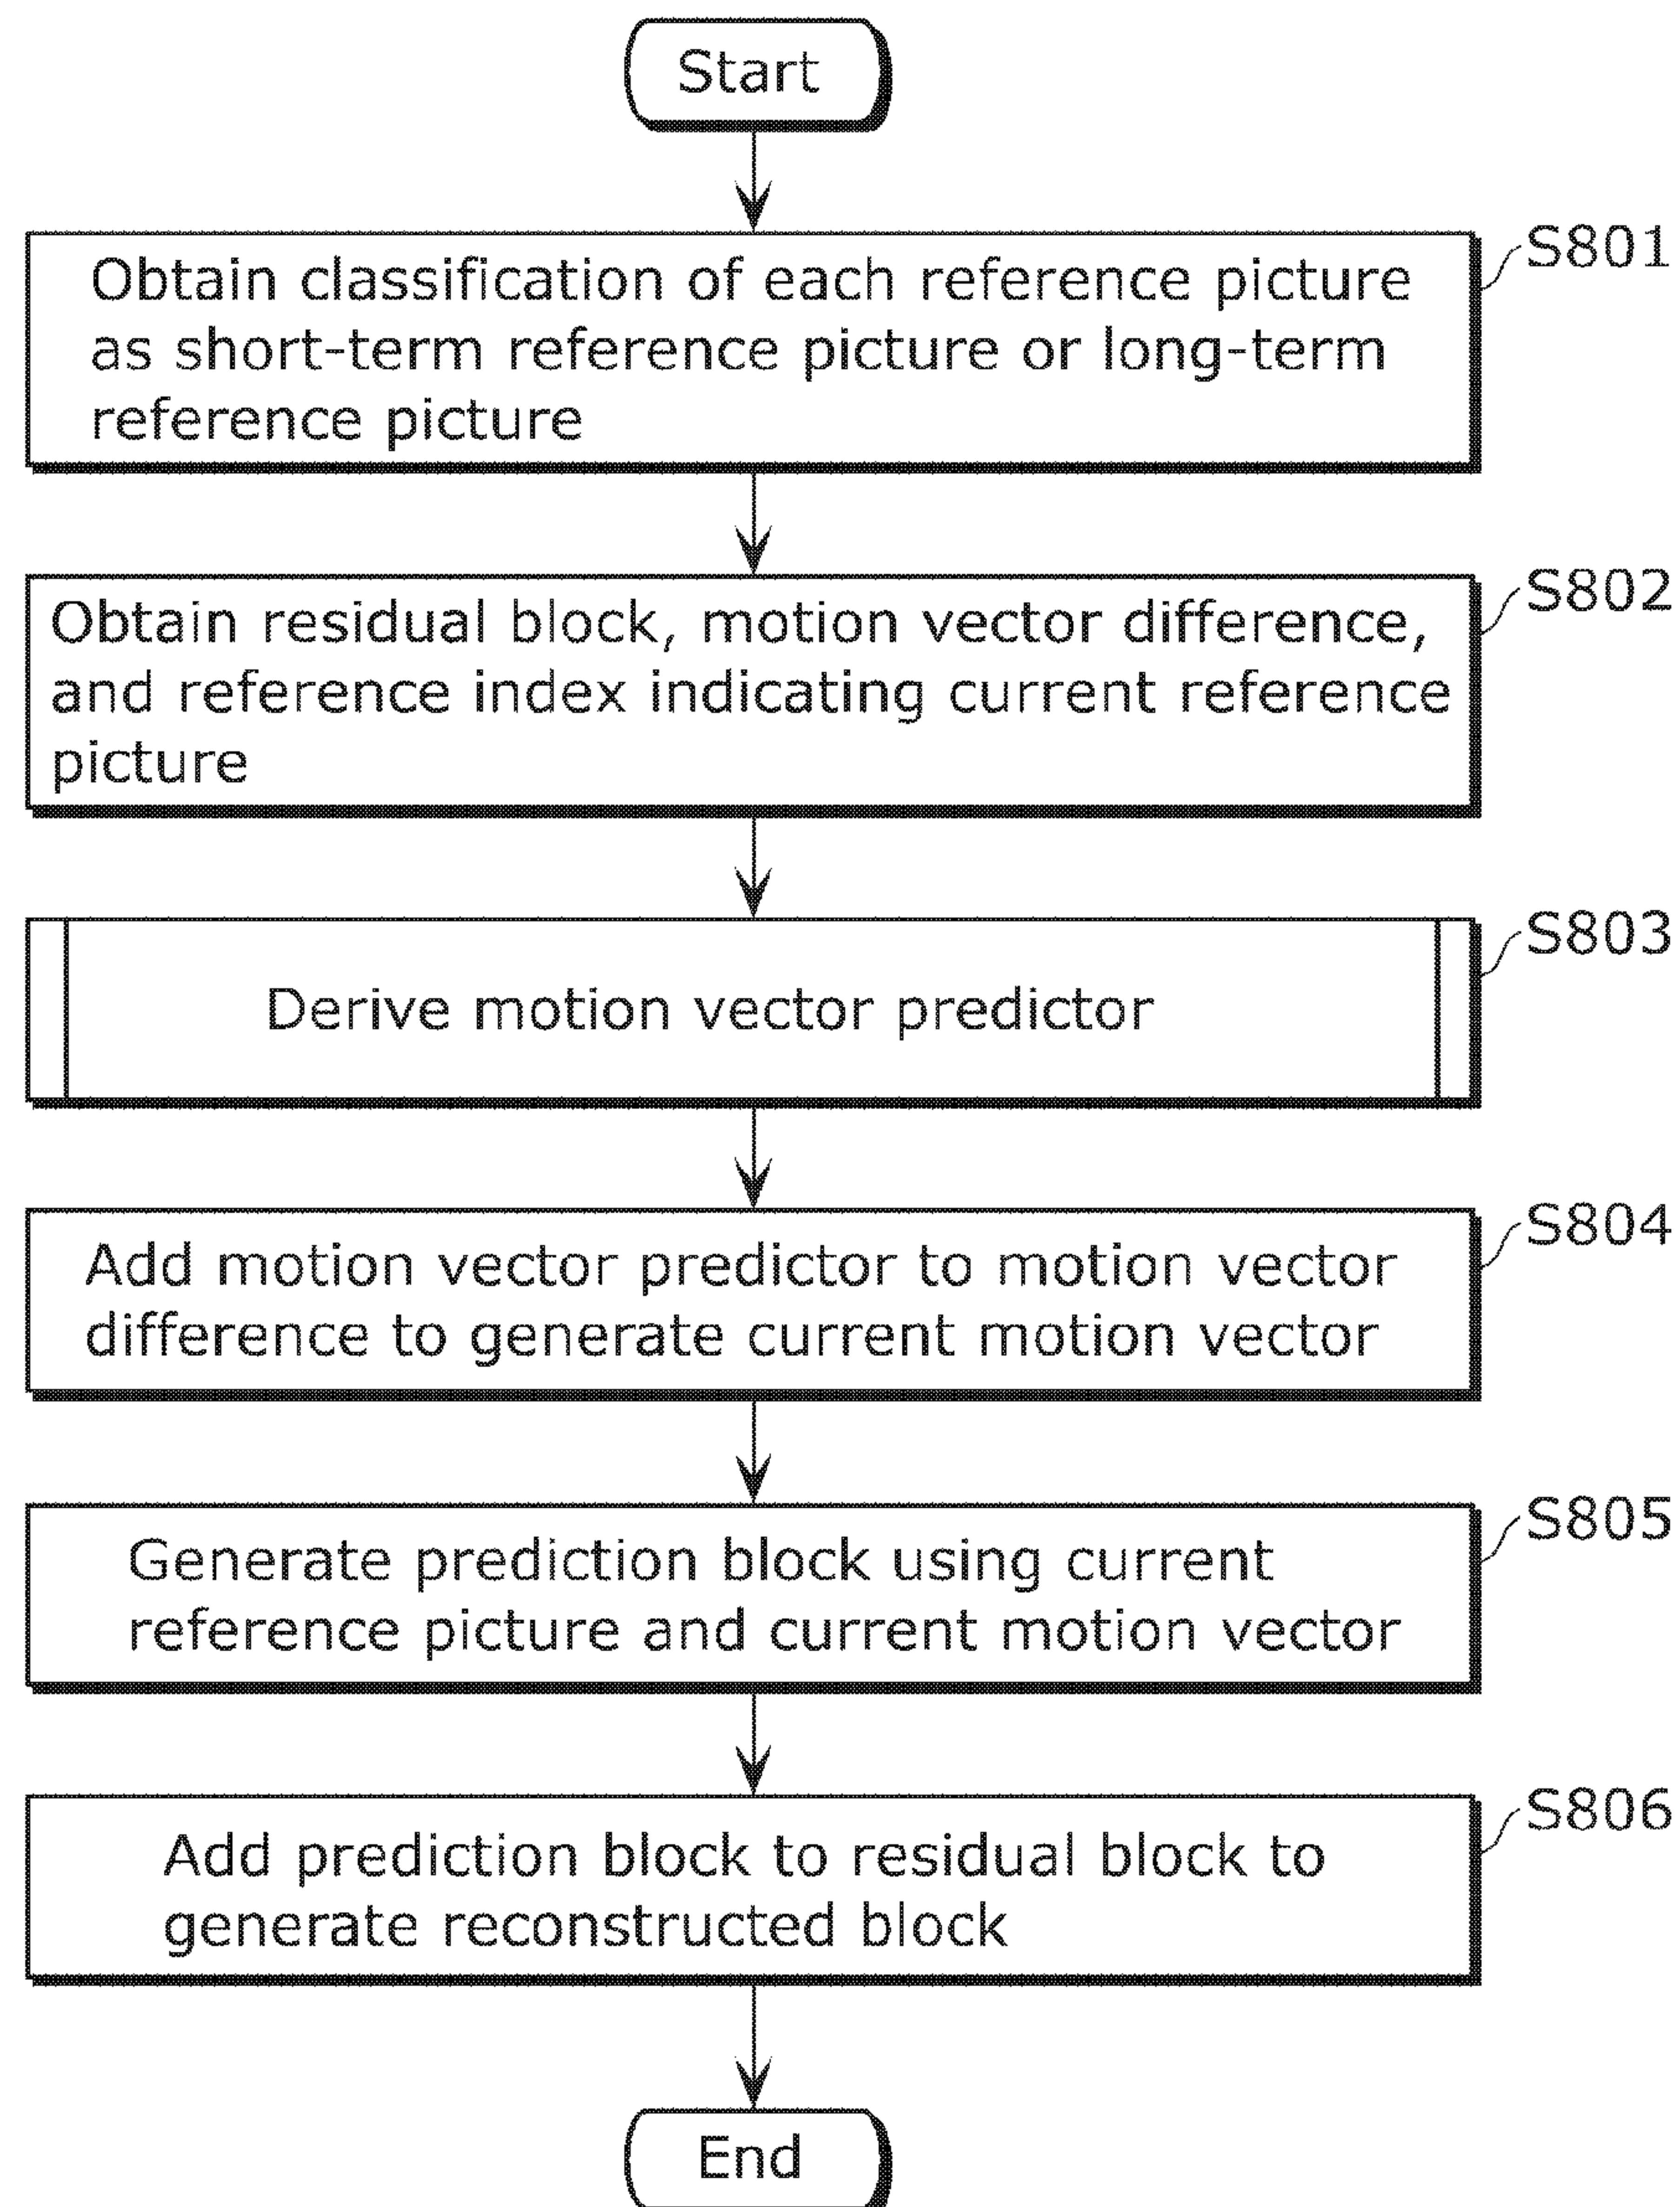 Start
S801
Obtain classification of each reference picture
as short-term reference picture or long-term
reference picture
S802
Obtain residual block, motion vector difference,
and reference index indicating current reference
picture
S803
Derive motion vector predictor
S804
Add motion vector predictor to motion vector
difference to generate current motion vector
S805
Generate prediction block using current
reference picture and current motion vector
S806
Add prediction block to residual block to
generate reconstructed block
End